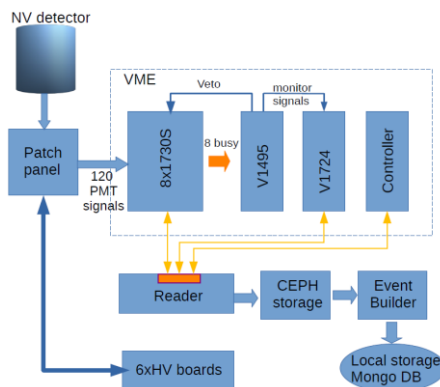 NV detector
VME
Veto
monitor
signals
Patch
panel
120
PMT
signals
8x1730S
8 busy
V1495
V1724
Controller
Reader
CEPH
storage
Event
Builder
6xHV boards
Local storage
Mongo DB